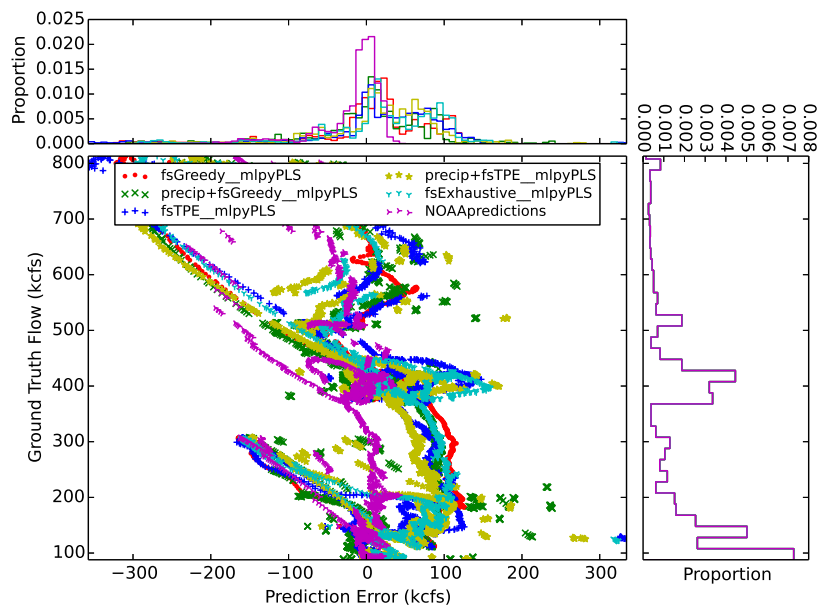 0.025
0.020
0.015
0.010
0.005
0.000
Proportion
0.000
0.001
0.002
0.003
0.004
0.005
0.006
0.007
0.008
800
700
600
500
400
300
200
100
Ground Truth Flow (kcfs)
fsGreedy__mlpyPLS
precip+fsGreedy__mlpyPLS
fsTPE__mlpyPLS
precip+fsTPE__mlpyPLS
fsExhaustive__mlpyPLS
NOAApredictions
−300 −200 −100 0 100 200 300
Prediction Error (kcfs)
Proportion